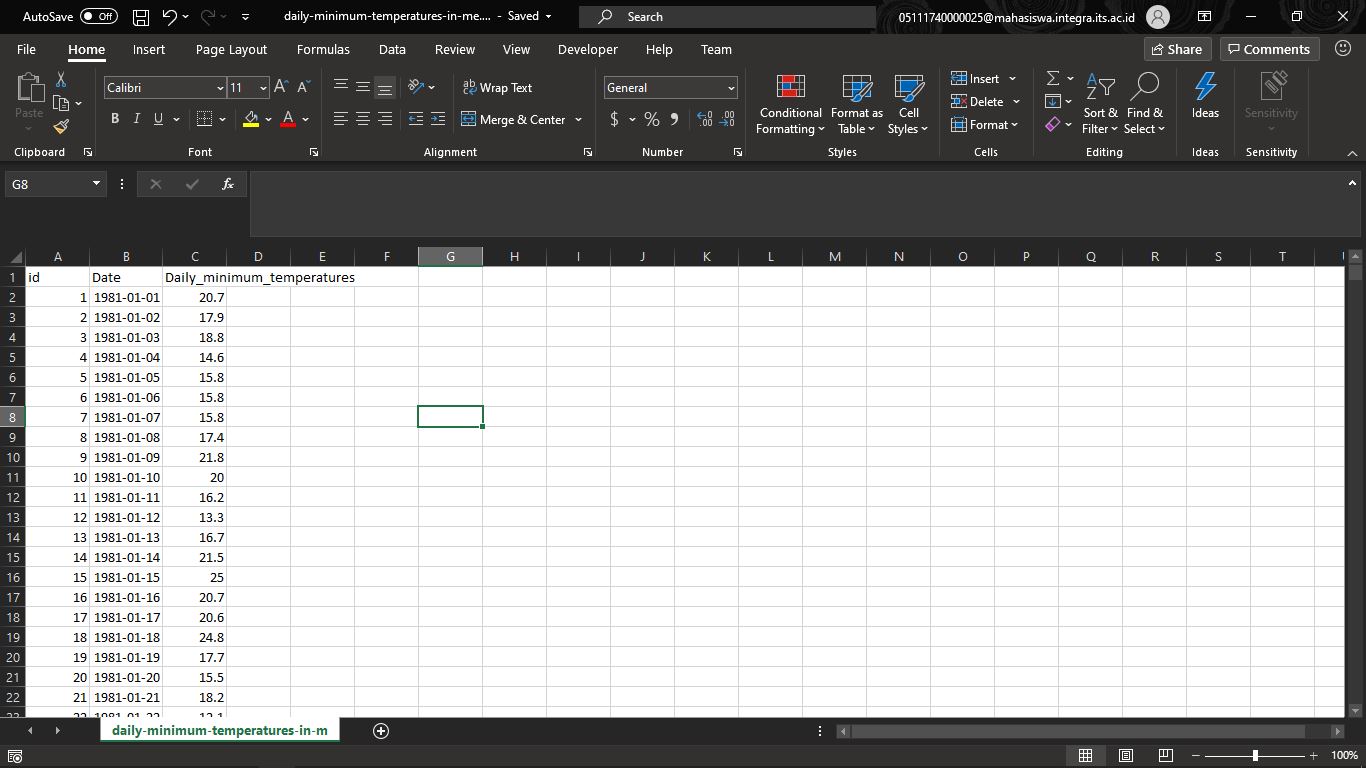 AutoSave Off daily-minimum-temperatures-in-me.... - Saved Search 05111740000025@mahasiswa.integra.its.ac.id
File Home Insert Page Layout Formulas Data Review View Developer Help Team Share Comments
Paste
Calibri 11
B I U A
Wrap Text
Merge & Center
General
$ % 9
Conditional Formatting
Format as Table
Cell Styles
Insert
Delete
Format
Sort & Filter
Find & Select
Ideas
Sensitivity
Clipboard Font Alignment Number Styles Cells Editing Ideas Sensitivity
G8 fx
A B C D E F G H I J K L M N O P Q R S T
1 id Date Daily_minimum_temperatures
2 1 1981-01-01 20.7
3 2 1981-01-02 17.9
4 3 1981-01-03 18.8
5 4 1981-01-04 14.6
6 5 1981-01-05 15.8
7 6 1981-01-06 15.8
8 7 1981-01-07 15.8
9 8 1981-01-08 17.4
10 9 1981-01-09 21.8
11 10 1981-01-10 20
12 11 1981-01-11 16.2
13 12 1981-01-12 13.3
14 13 1981-01-13 16.7
15 14 1981-01-14 21.5
16 15 1981-01-15 25
17 16 1981-01-16 20.7
18 17 1981-01-17 20.6
19 18 1981-01-18 24.8
20 19 1981-01-19 17.7
21 20 1981-01-20 15.5
22 21 1981-01-21 18.2
daily-minimum-temperatures-in-m
100%